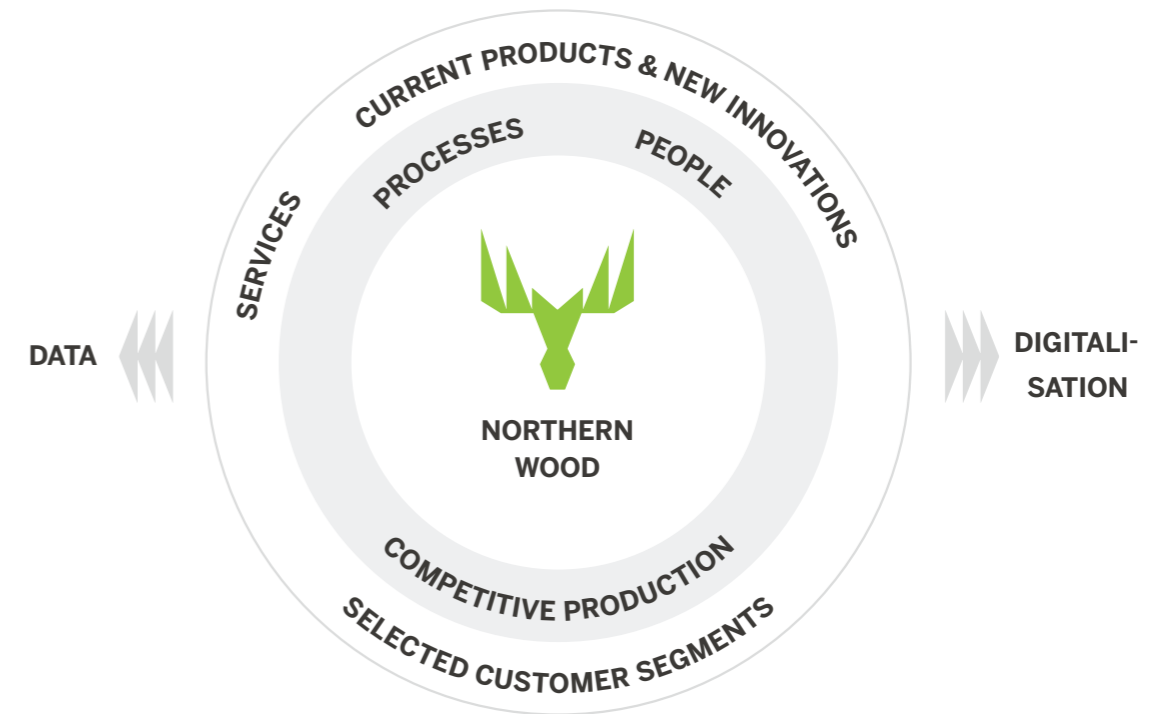 CURRENT PRODUCTS & NEW INNOVATIONS
PROCESSES
PEOPLE
SERVICES
DATA
DIGITALI-
SATION
NORTHERN
WOOD
COMPETITIVE PRODUCTION
SELECTED CUSTOMER SEGMENTS